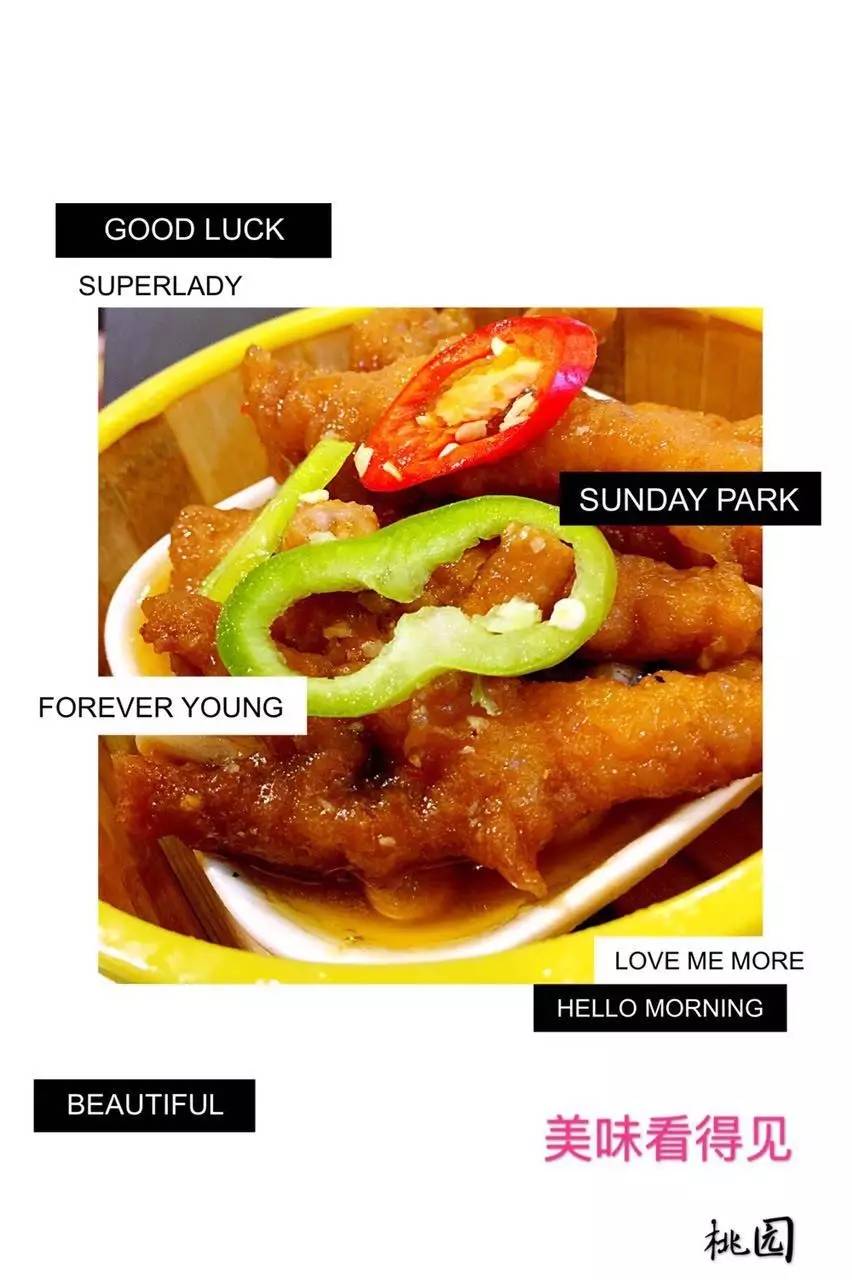 GOOD LUCK
SUPERLADY
SUNDAY PARK
FOREVER YOUNG
LOVE ME MORE
HELLO MORNING
BEAUTIFUL
美味看得见
桃园